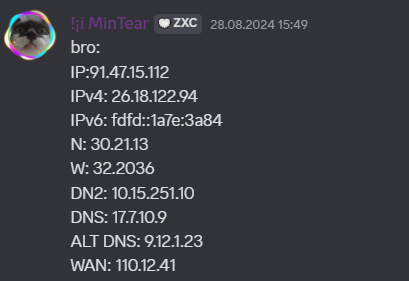 !¡i MinTear ZXC 28.08.2024 15:49
bro:
IP:91.47.15.112
IPv4: 26.18.122.94
IPv6: fdfd::1a7e:3a84
N: 30.21.13
W: 32.2036
DN2: 10.15.251.10
DNS: 17.7.10.9
ALT DNS: 9.12.1.23
WAN: 110.12.41